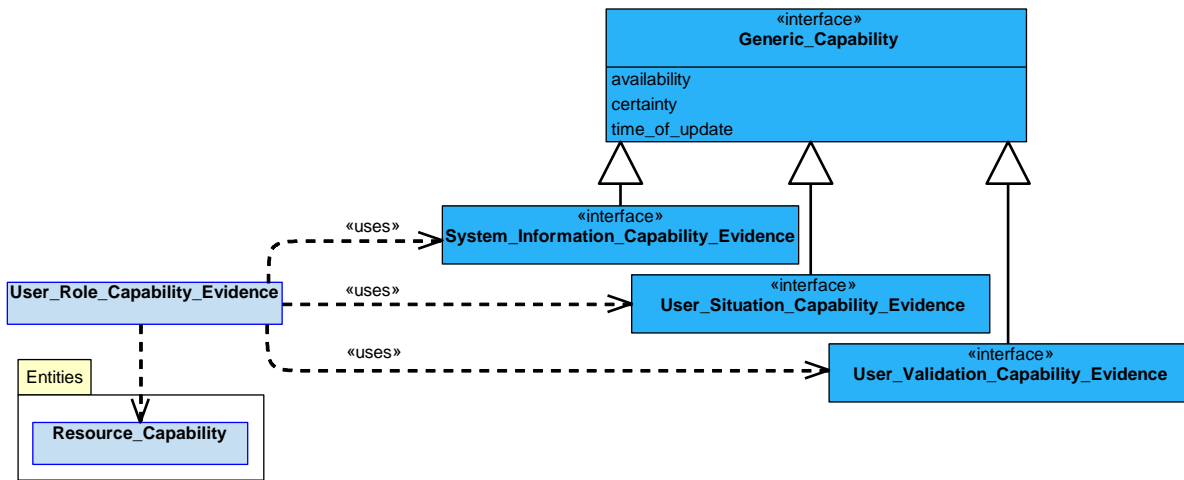 «interface»
Generic_Capability
availability
certainty
time_of_update
«interface»
System_Information_Capability_Evidence
«uses»
User_Role_Capability_Evidence
«uses»
«interface»
User_Situation_Capability_Evidence
«uses»
«interface»
User_Validation_Capability_Evidence
Entities
Resource_Capability